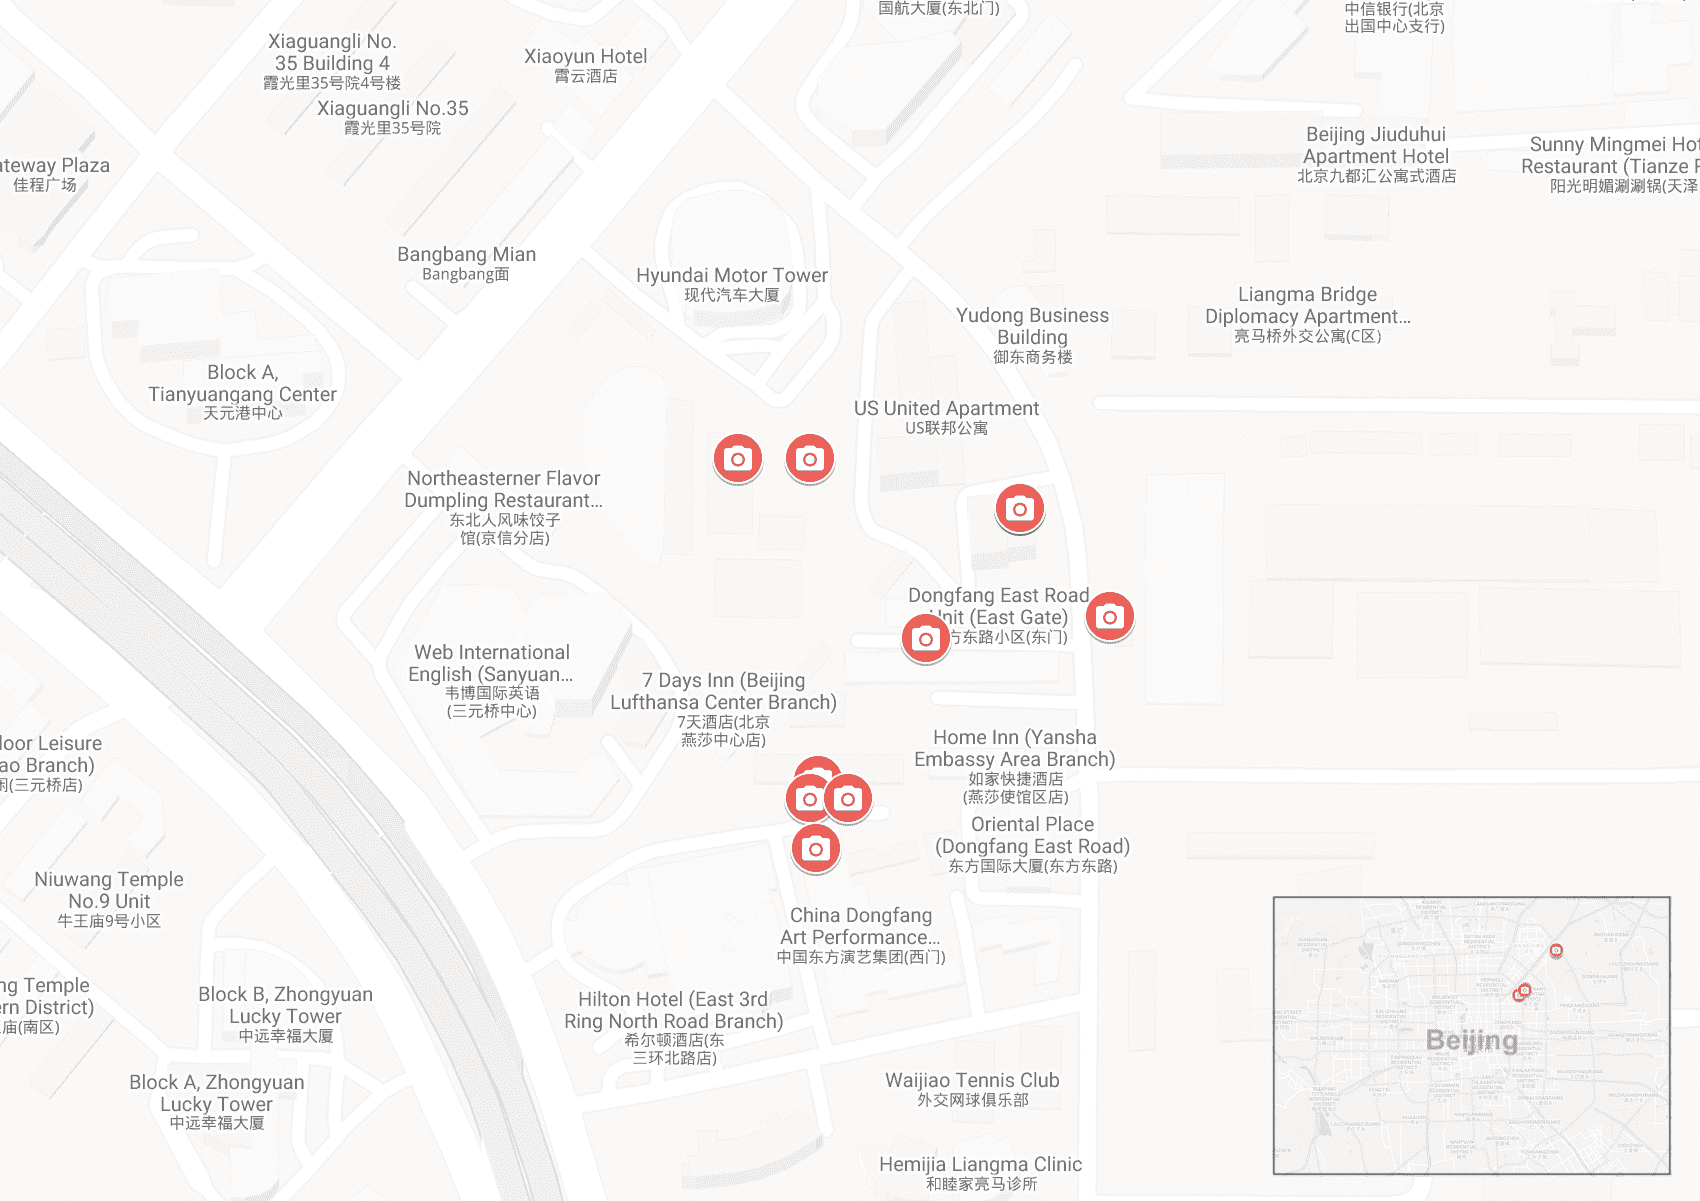 国航大厦(东北门)
中信银行(北京
出国中心支行)
Xiaguangli No.
35 Building 4
霞光里35号院4号楼
Xiaguangli No.35
霞光里35号院
Xiaoyun Hotel
霄云酒店
Beijing Jiuduhui
Apartment Hotel
北京九都汇公寓式酒店
Sunny Mingmei Hot
Restaurant (Tianze
阳光明媚涮涮锅(天泽
ateway Plaza
佳程广场
Bangbang Mian
Bangbang面
Hyundai Motor Tower
现代汽车大厦
Yudong Business
Building
御东商务楼
Liangma Bridge
Diplomacy Apartment...
亮马桥外交公寓(C区)
Block A,
Tianyuangang Center
天元港中心
US United Apartment
US联邦公寓
Northeasterner Flavor
Dumpling Restaurant...
东北人风味饺子
馆(京信分店)
Dongfang East Road
Unit (East Gate)
方东路小区(东门)
Web International
English (Sanyuan...
韦博国际英语
(三元桥中心)
7 Days Inn (Beijing
Lufthansa Center Branch)
7天酒店(北京
燕莎中心店)
loor Leisure
ao Branch)
闲(三元桥店)
Home Inn (Yansha
Embassy Area Branch)
如家快捷酒店
(燕莎使馆区店)
Oriental Place
(Dongfang East Road)
东方国际大厦(东方东路)
Niuwang Temple
No.9 Unit
牛王庙9号小区
China Dongfang
Art Performance...
中国东方演艺集团(西门)
ng Temple
ern District)
庙(南区)
Block B, Zhongyuan
Lucky Tower
中远幸福大厦
Hilton Hotel (East 3rd
Ring North Road Branch)
希尔顿酒店(东
三环北路店)
Block A, Zhongyuan
Lucky Tower
中远幸福大厦
Waijiao Tennis Club
外交网球俱乐部
Hemijia Liangma Clinic
和睦家亮马诊所
Beijing